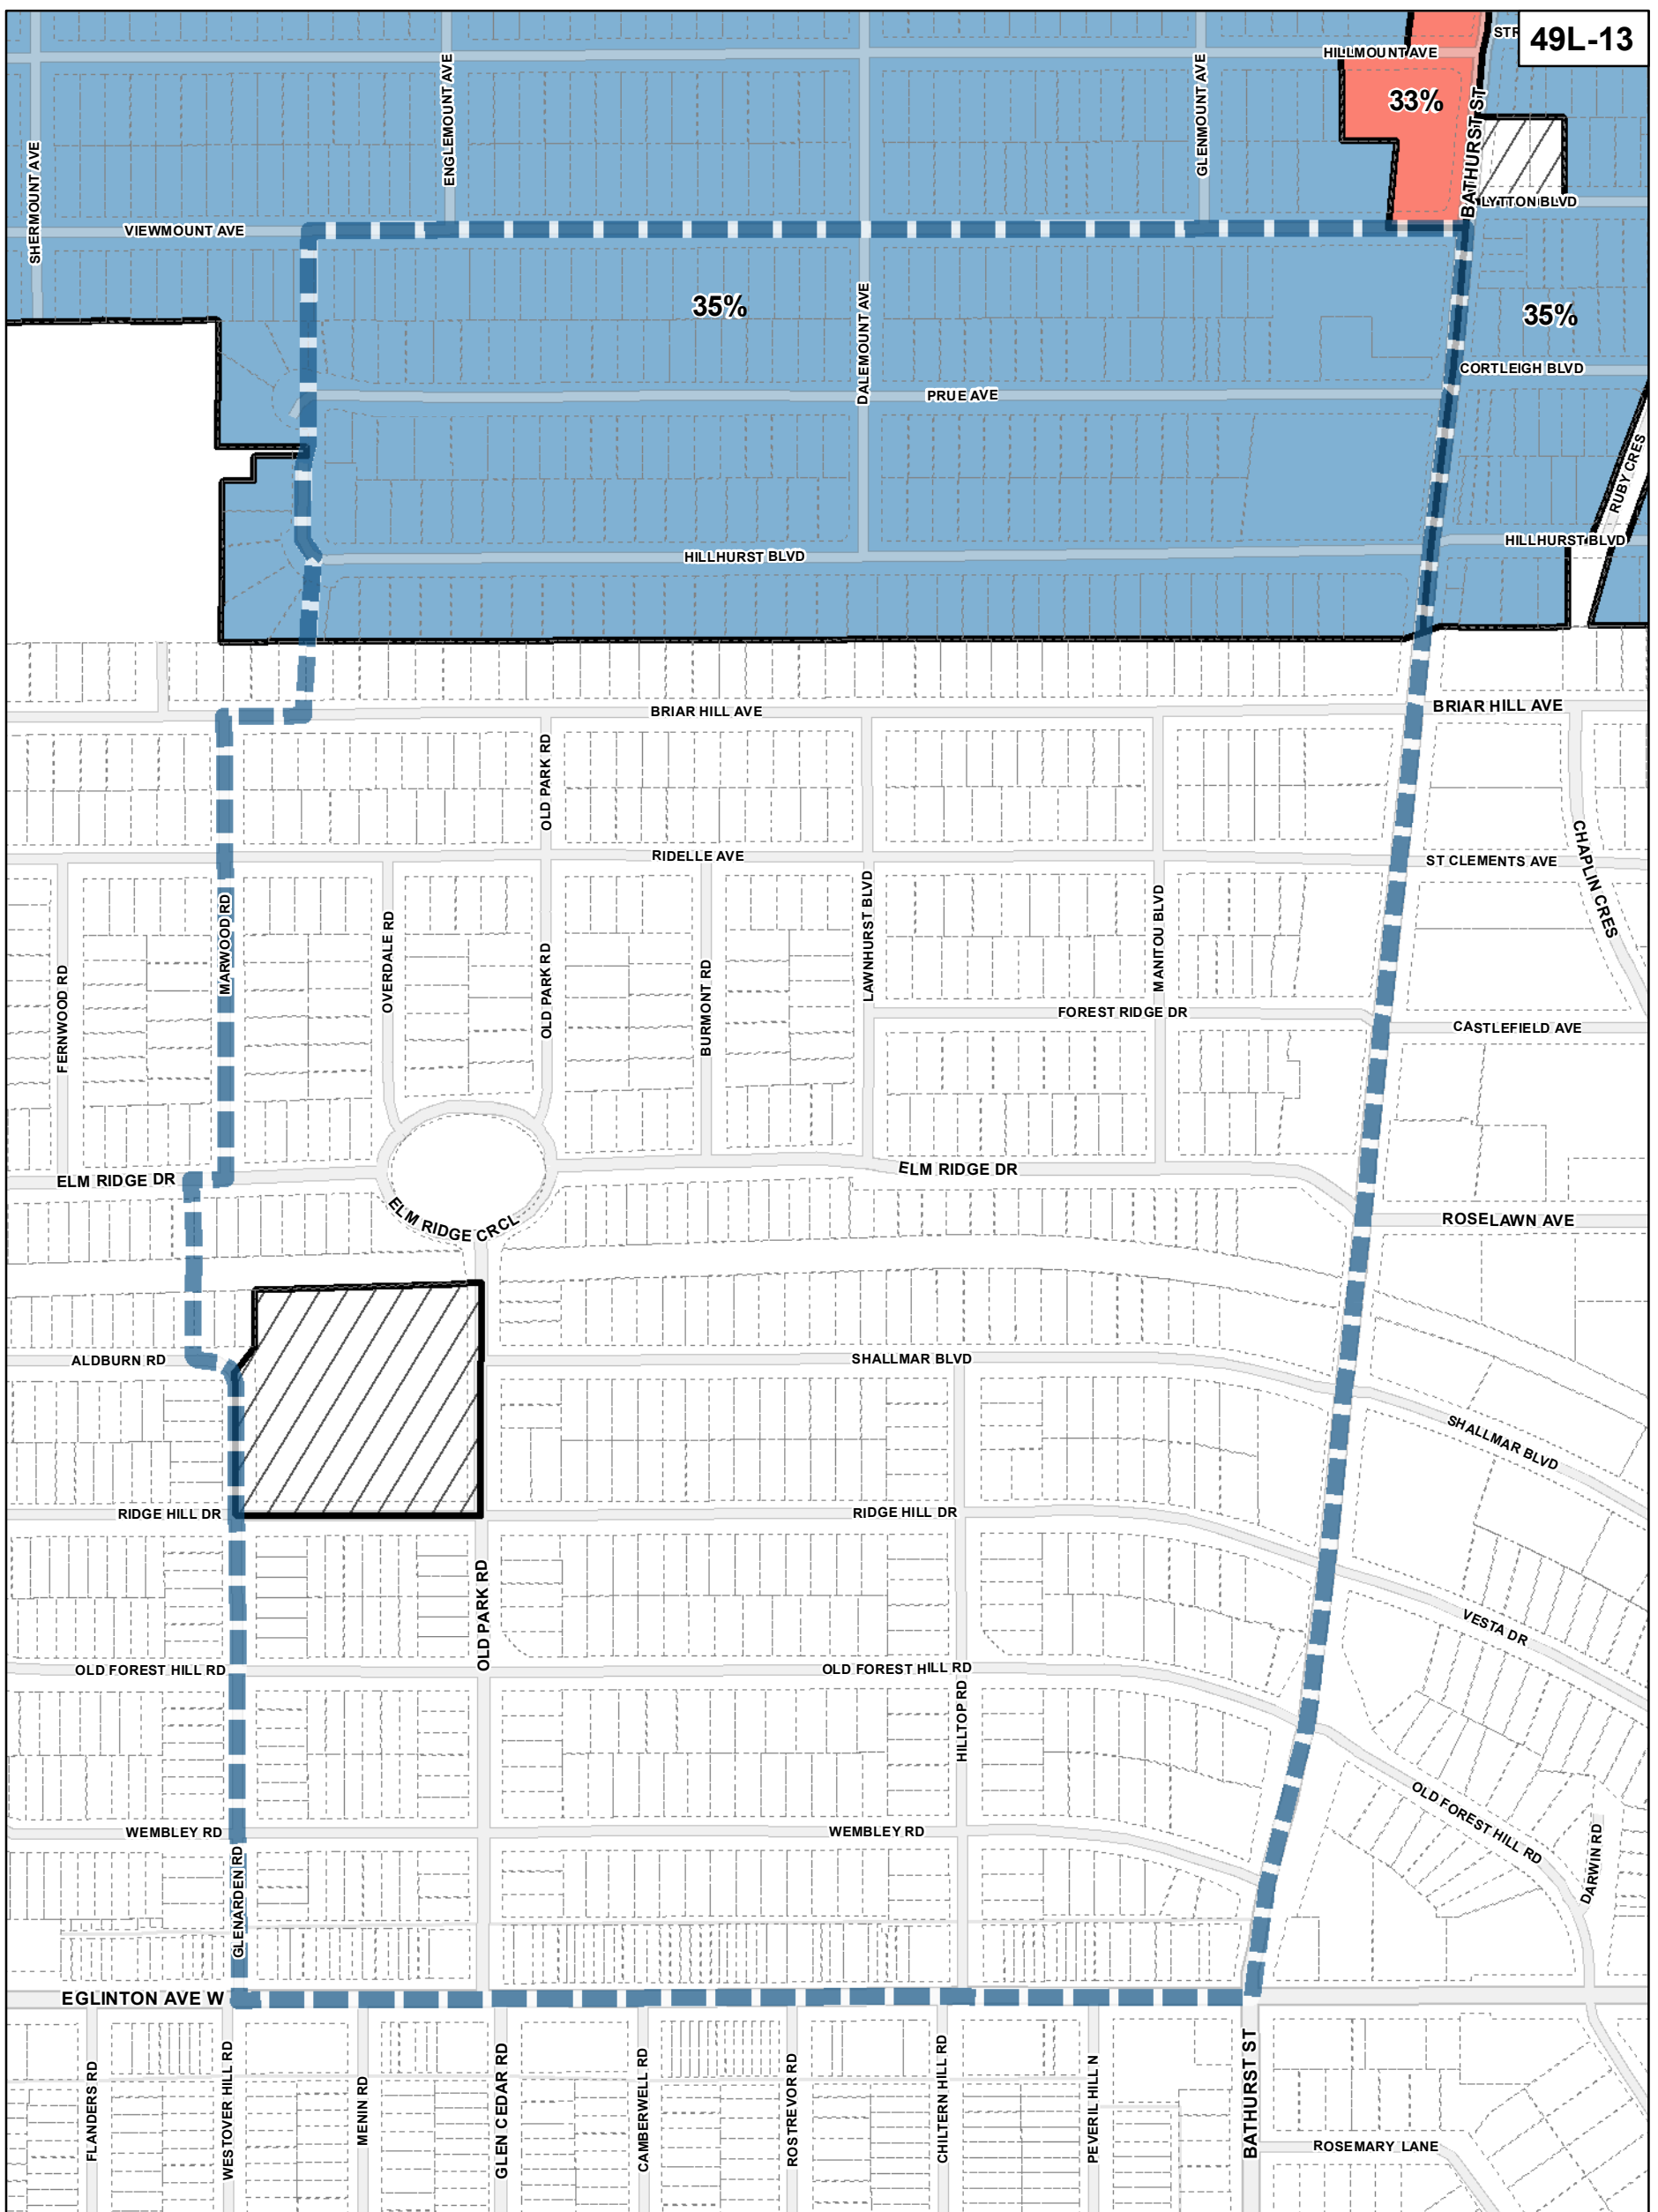 49L-13
STR
HILLMOUNT AVE
33%
ENGLEMOUNT AVE
GLENMOUNT AVE
BATHURST ST
SHERMOUNT AVE
LYTTON BLVD
VIEWMOUNT AVE
35%
35%
DALEMOUNT AVE
CORTLEIGH BLVD
PRUE AVE
RUBY CRES
HILLHURST BLVD
HILLHURST BLVD
BRIAR HILL AVE
BRIAR HILL AVE
OLD PARK RD
RIDELLE AVE
ST CLEMENTS AVE
CHAPLIN CRES
MARWOOD RD
OVERDALE RD
OLD PARK RD
BURMONT RD
LAWNHURST BLVD
MANITOU BLVD
FERNWOOD RD
FOREST RIDGE DR
CASTLEFIELD AVE
ELM RIDGE DR
ELM RIDGE DR
ELM RIDGE CRCL
ROSELAWN AVE
ALDBURN RD
SHALLMAR BLVD
SHALLMAR BLVD
RIDGE HILL DR
RIDGE HILL DR
OLD PARK RD
VESTA DR
OLD FOREST HILL RD
OLD FOREST HILL RD
HILLTOP RD
OLD FOREST HILL RD
WEMBLEY RD
WEMBLEY RD
DARWIN RD
GLENARDEN RD
EGLINTON AVE W
FLANDERS RD
WESTOVER HILL RD
MENIN RD
GLEN CEDAR RD
CAMBERWELL RD
ROSTREVOR RD
CHILTERN HILL RD
PEVERIL HILL N
BATHURST ST
ROSEMARY LANE